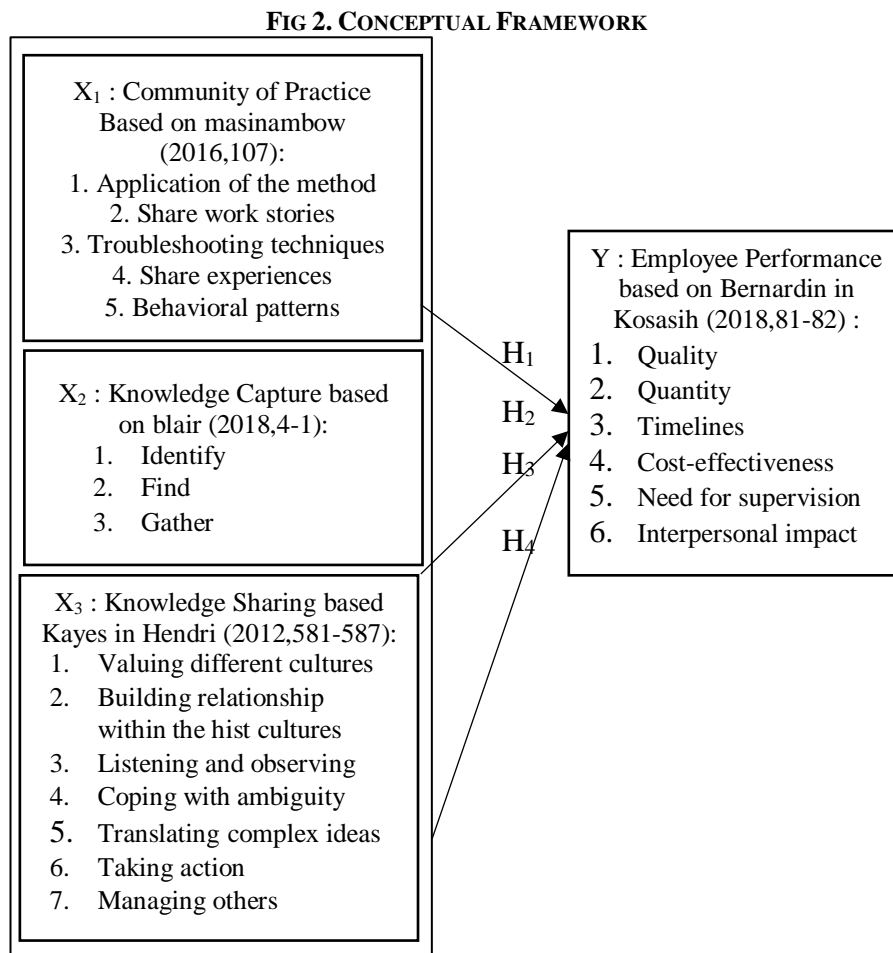 FIG 2. CONCEPTUAL FRAMEWORK
X₁ : Community of Practice
Based on masinambow
(2016,107):
1. Application of the method
2. Share work stories
3. Troubleshooting techniques
4. Share experiences
5. Behavioral patterns
X₂ : Knowledge Capture based
on blair (2018,4-1):
1. Identify
2. Find
3. Gather
X₃ : Knowledge Sharing based
Kayes in Hendri (2012,581-587):
1. Valuing different cultures
2. Building relationship
within the hist cultures
3. Listening and observing
4. Coping with ambiguity
5. Translating complex ideas
6. Taking action
7. Managing others
H₁
H₂
H₃
H₄
Y : Employee Performance
based on Bernardin in
Kosasih (2018,81-82) :
1. Quality
2. Quantity
3. Timelines
4. Cost-effectiveness
5. Need for supervision
6. Interpersonal impact